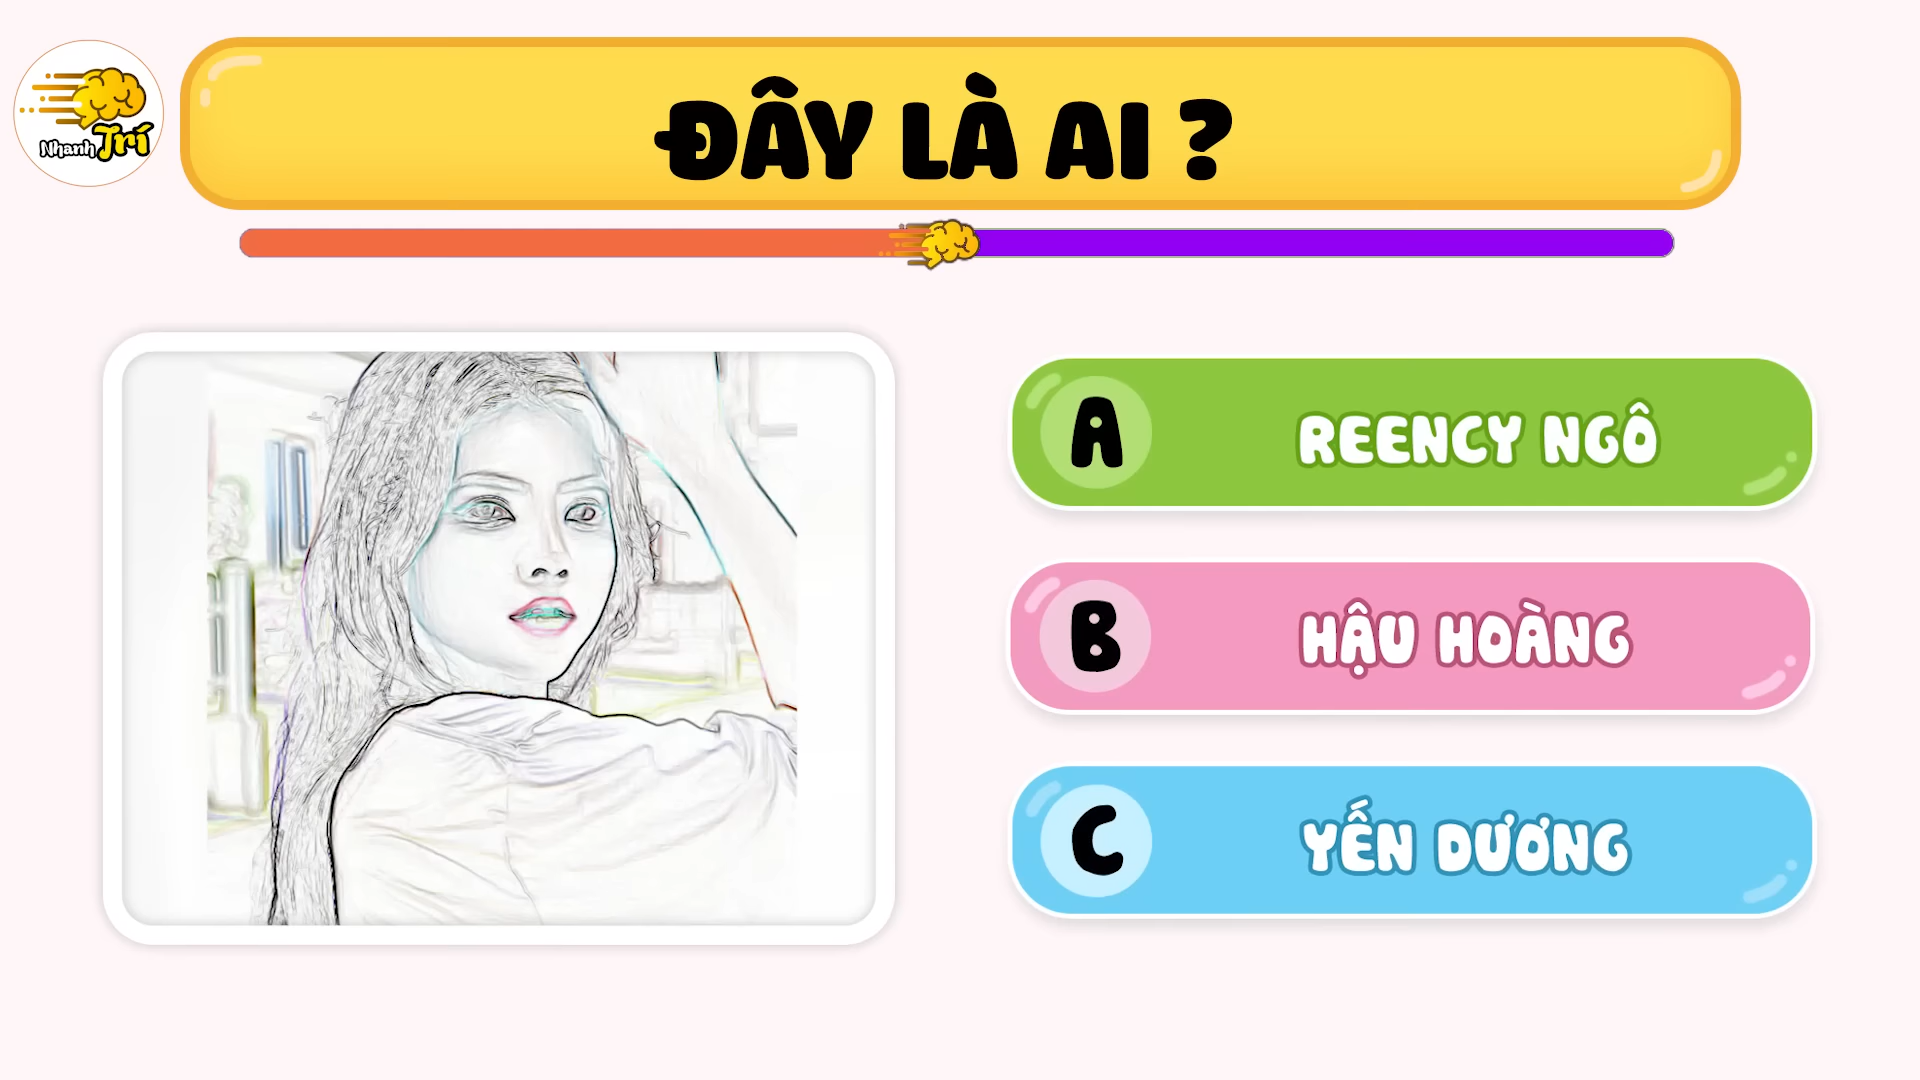 Nhanh Trí
ĐÂY LÀ AI ?
A REENCY NGÔ
B HẬU HOÀNG
C YẾN DƯƠNG